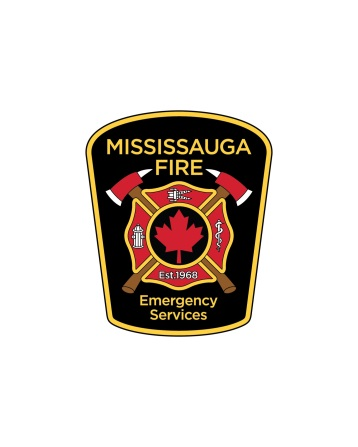 MISSISSAUGA
FIRE
Est.1968
Emergency
Services